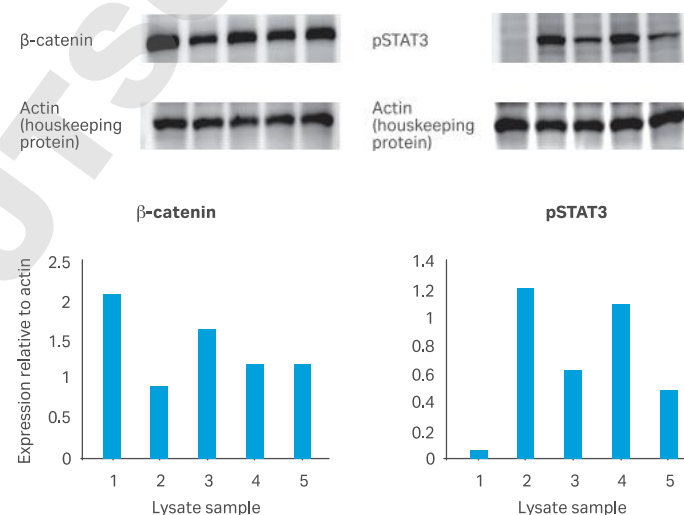 β-catenin
Actin
(houskeeping
protein)
pSTAT3
Actin
(houskeeping
protein)
β-catenin
Expression relative to actin
2.5
2
1.5
1
0.5
0
1 2 3 4 5
Lysate sample
pSTAT3
1.4
1.2
1
0.8
0.6
0.4
0.2
0
1 2 3 4 5
Lysate sample